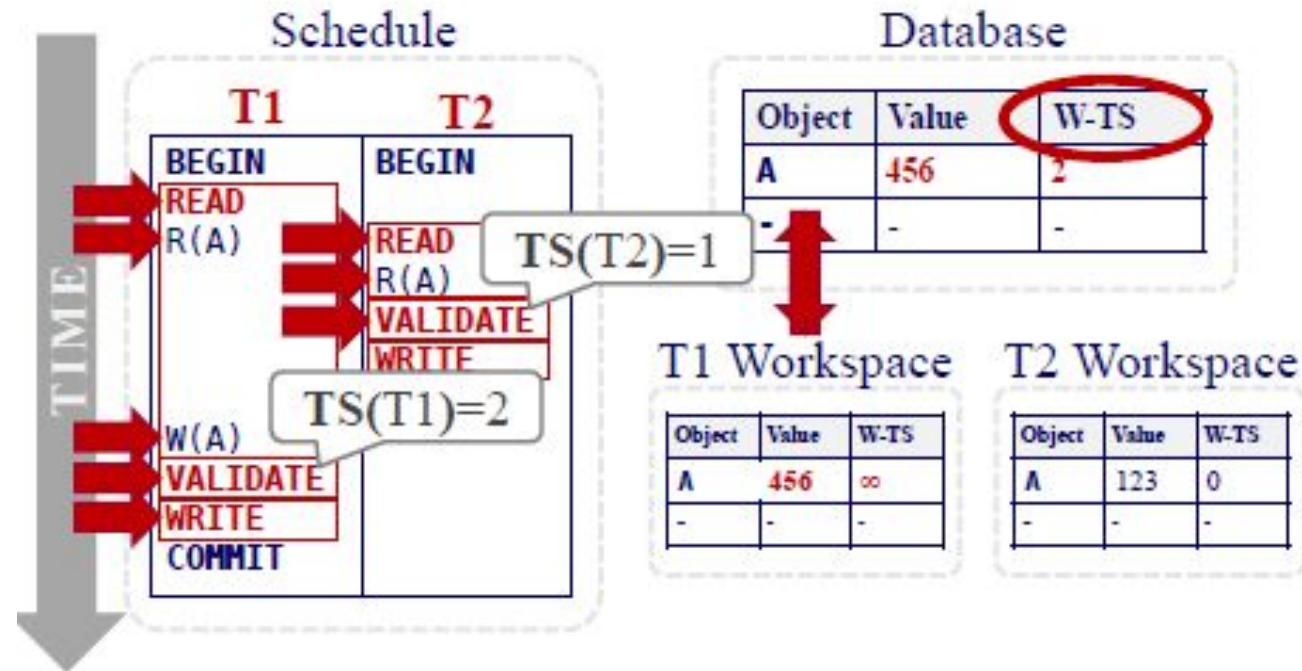 Schedule
Database
TIME
T1 T2
BEGIN BEGIN
READ
R(A) READ
R(A)
VALIDATE
WRITE
TS(T2)=1
TS(T1)=2
W(A)
VALIDATE
WRITE
COMMIT
Object Value W-TS
A 456 2
- - -
T1 Workspace
Object Value W-TS
A 456 ∞
- - -
T2 Workspace
Object Value W-TS
A 123 0
- - -